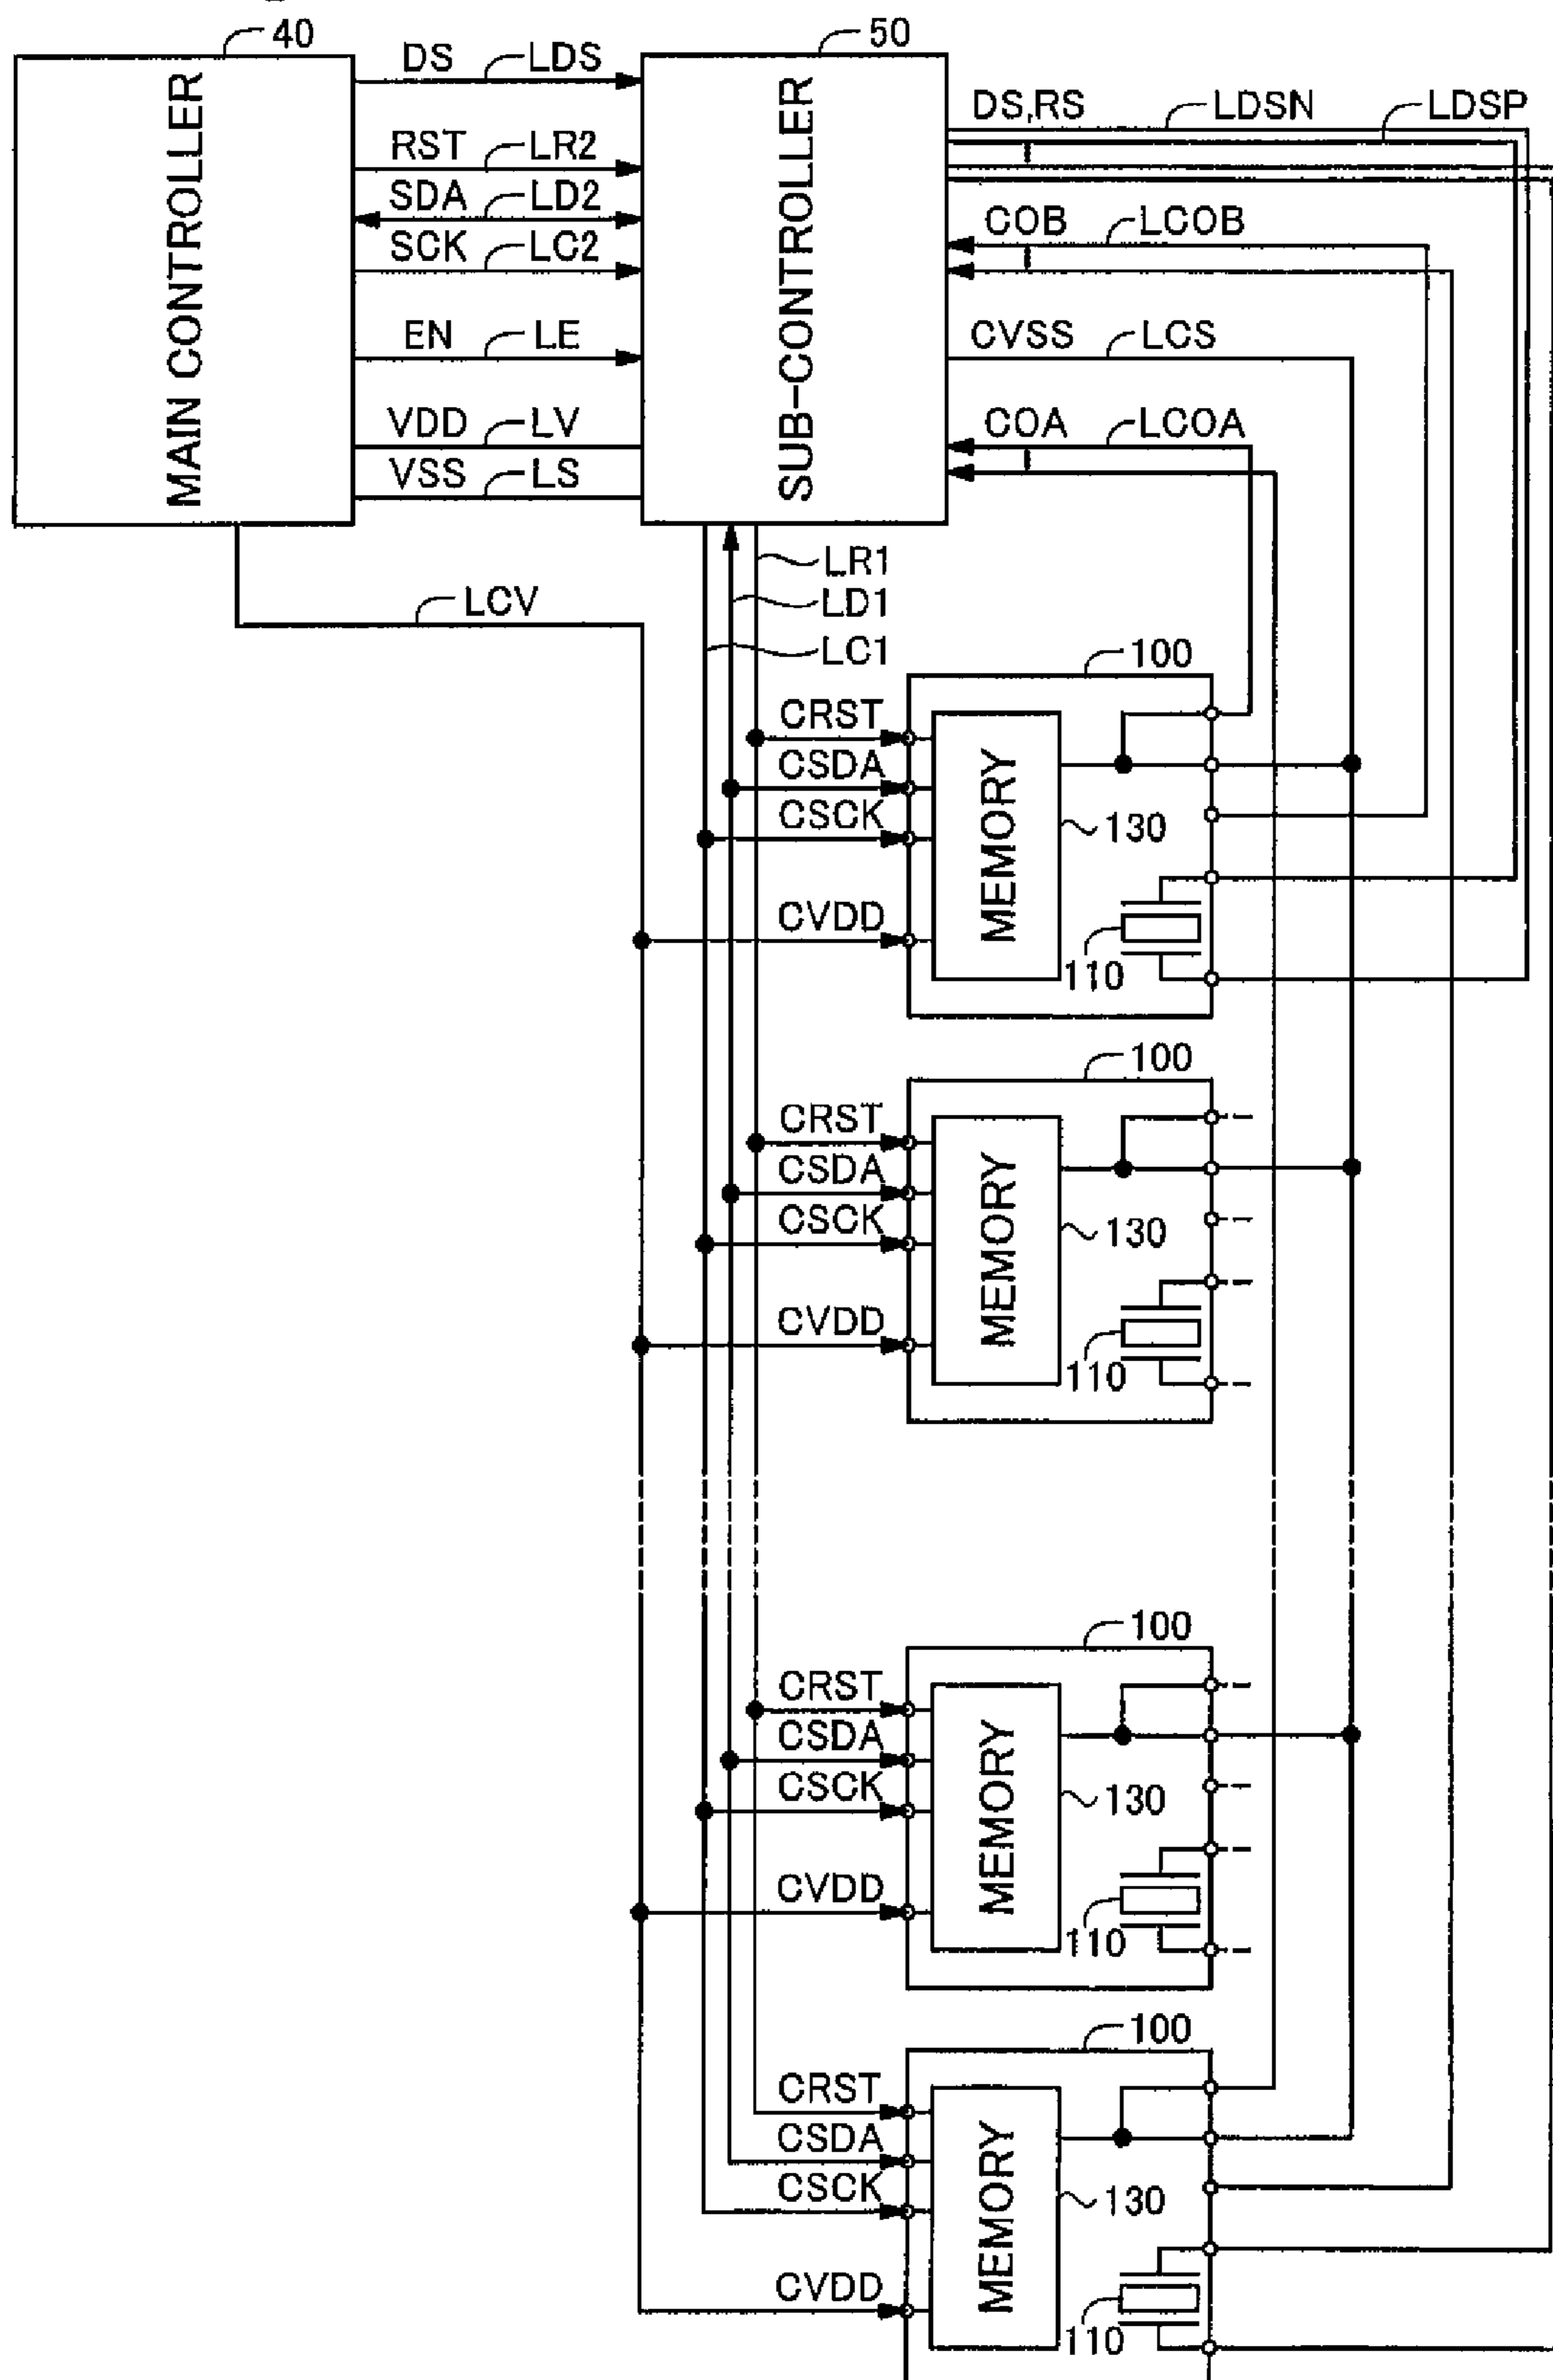 40
50
MAIN CONTROLLER
SUB-CONTROLLER
DS LDS
RST LR2
SDA LD2
SCK LC2
EN LE
VDD LV
VSS LS
DS,RS LDSN LDSP
COB LCOB
CVSS LCS
COA LCOA
LCV
LR1
LD1
LC1
100
CRST
CSDA
CSCK
CVDD
MEMORY
130
110
100
CRST
CSDA
CSCK
CVDD
MEMORY
130
110
100
CRST
CSDA
CSCK
CVDD
MEMORY
130
110
100
CRST
CSDA
CSCK
CVDD
MEMORY
130
110